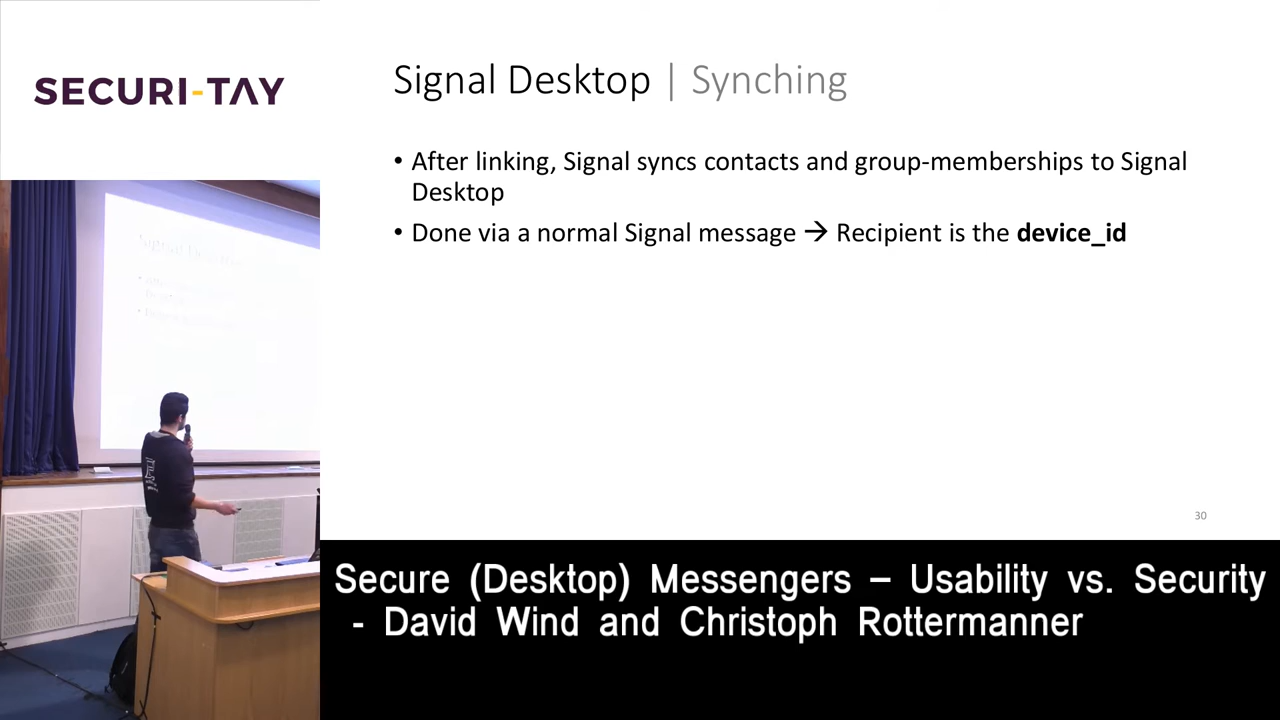 SECURI-TAY
Signal Desktop | Synching
• After linking, Signal syncs contacts and group-memberships to Signal
Desktop
• Done via a normal Signal message → Recipient is the device_id
30
Secure (Desktop) Messengers – Usability vs. Security
- David Wind and Christoph Rottermanner